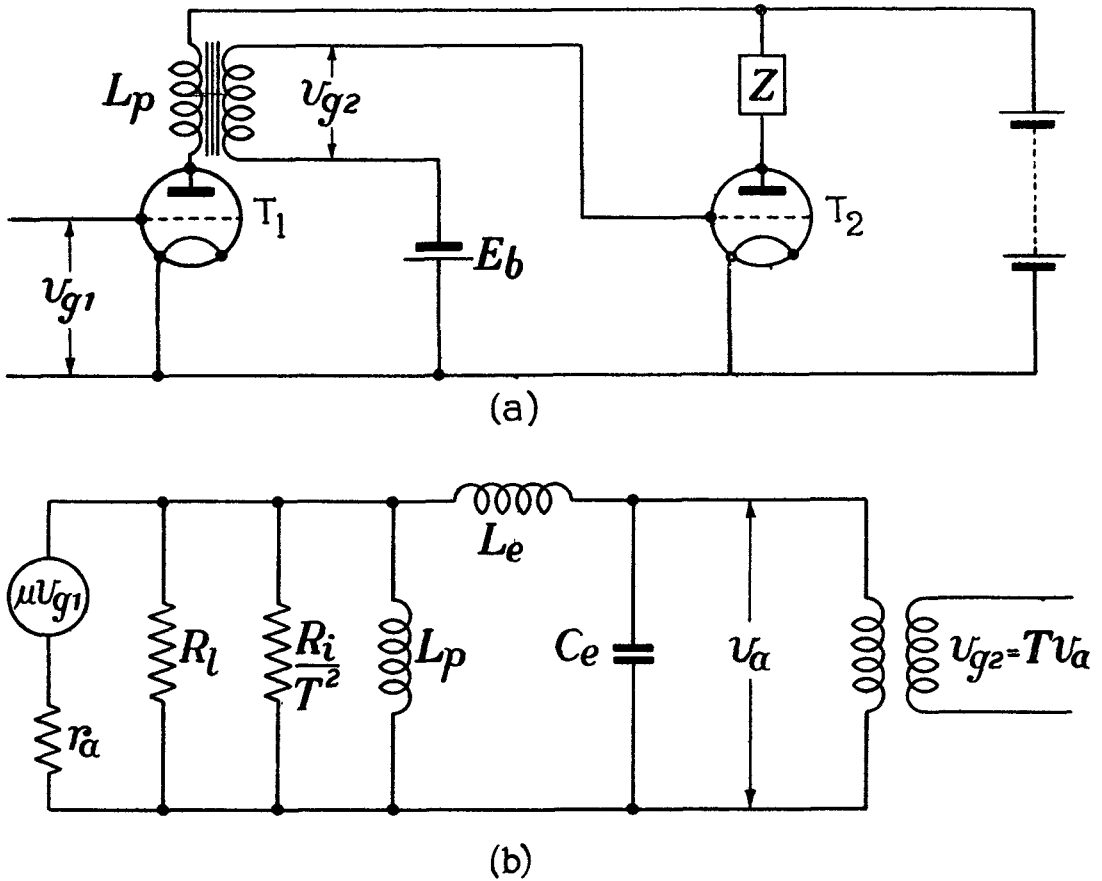 Lp
vg2
Z
T1
T2
vg1
Eb
(a)
Le
μvg1
Rl
Ri
T²
Lp
Ce
va
vg2=Tva
ra
(b)